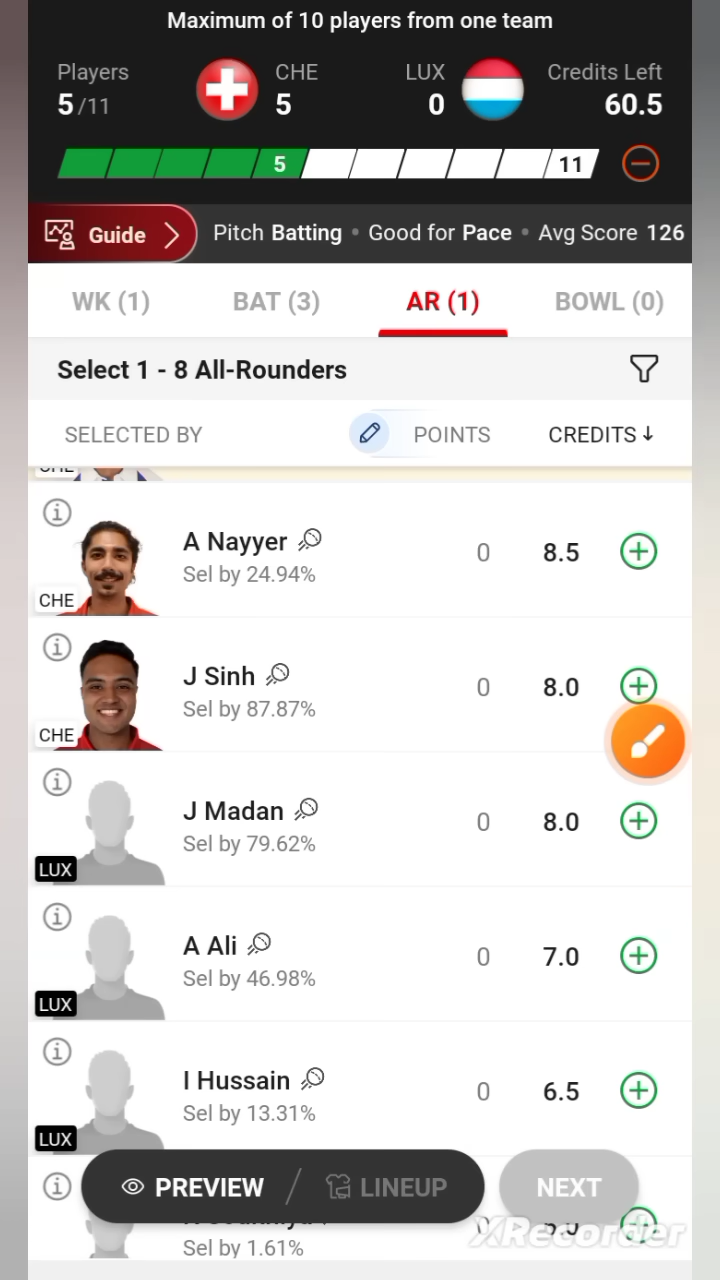 Maximum of 10 players from one team
Players CHE LUX Credits Left
5 /11 5 0 60.5
5 11
Guide Pitch Batting • Good for Pace • Avg Score 126
WK (1) BAT (3) AR (1) BOWL (0)
Select 1 - 8 All-Rounders
SELECTED BY POINTS CREDITS ↓
CHE
A Nayyer 0 8.5
Sel by 24.94%
CHE
J Sinh 0 8.0
Sel by 87.87%
CHE
J Madan 0 8.0
Sel by 79.62%
LUX
A Ali 0 7.0
Sel by 46.98%
LUX
I Hussain 0 6.5
Sel by 13.31%
LUX
PREVIEW / LINEUP NEXT
XRecorder
Sel by 1.61%